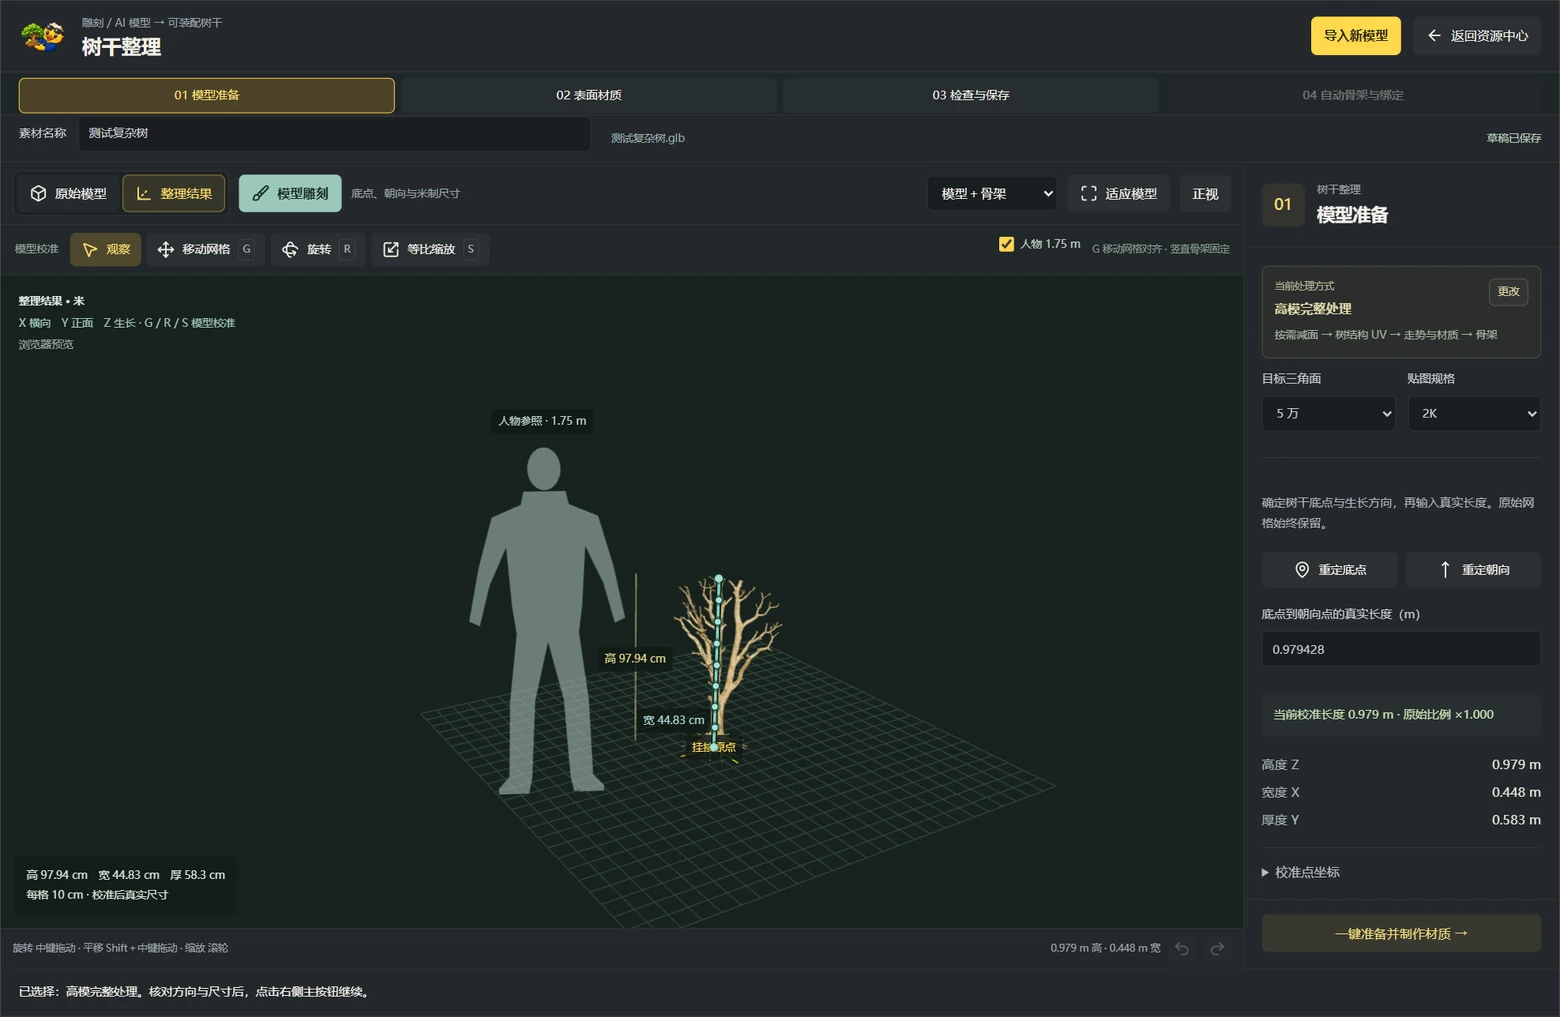 雕刻 / AI 模型 → 可装配树干
树干整理
导入新模型
← 返回资源中心
01 模型准备
02 表面材质
03 检查与保存
04 自动骨架与绑定
素材名称
测试复杂树
测试复杂树.glb
草稿已保存
原始模型
整理结果
模型雕刻
底点、朝向与米制尺寸
模型 + 骨架
适应模型
正视
模型校准
观察
移动网格 G
旋转 R
等比缩放 S
人物 1.75 m
G 移动网格对齐 · 竖直骨架固定
整理结果 • 米
X 横向 Y 正面 Z 生长 · G / R / S 模型校准
浏览器预览
人物参照 · 1.75 m
高 97.94 cm
宽 44.83 cm
挂接原点
高 97.94 cm 宽 44.83 cm 厚 58.3 cm
每格 10 cm · 校准后真实尺寸
旋转 中键拖动 · 平移 Shift + 中键拖动 · 缩放 滚轮
0.979 m 高 · 0.448 m 宽
已选择：高模完整处理。核对方向与尺寸后，点击右侧主按钮继续。
01
树干整理
模型准备
当前处理方式
高模完整处理
更改
按需减面 → 树结构 UV → 走势与材质 → 骨架
目标三角面
贴图规格
5 万
2K
确定树干底点与生长方向，再输入真实长度。原始网
格始终保留。
重定底点
重定朝向
底点到朝向点的真实长度（m）
0.979428
当前校准长度 0.979 m · 原始比例 ×1.000
高度 Z 0.979 m
宽度 X 0.448 m
厚度 Y 0.583 m
校准点坐标
一键准备并制作材质 →